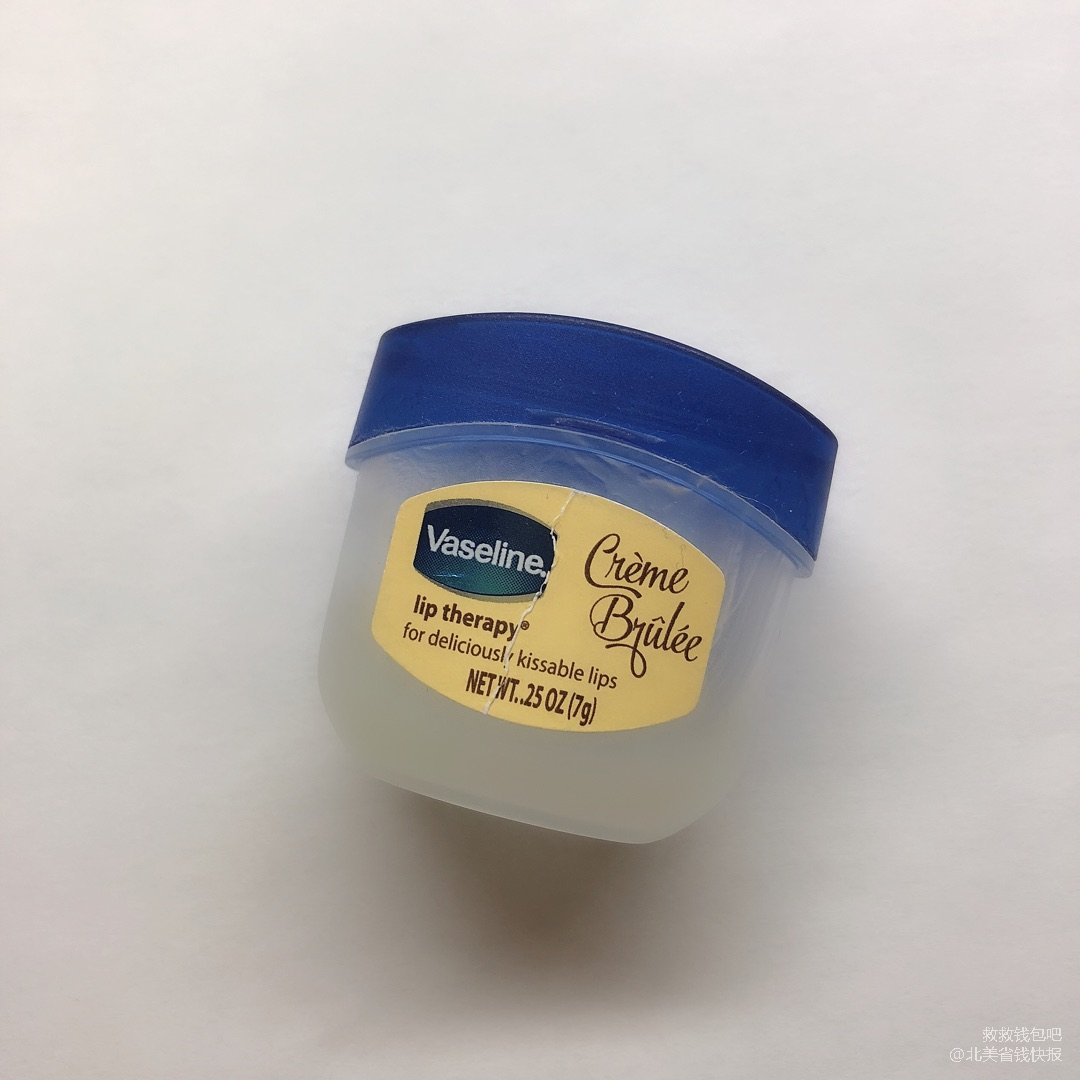 Vaseline.
lip therapy®
for deliciously kissable lips
NET WT. .25 OZ (7g)
Crème
Brûlée
救救钱包吧
@北美省钱快报